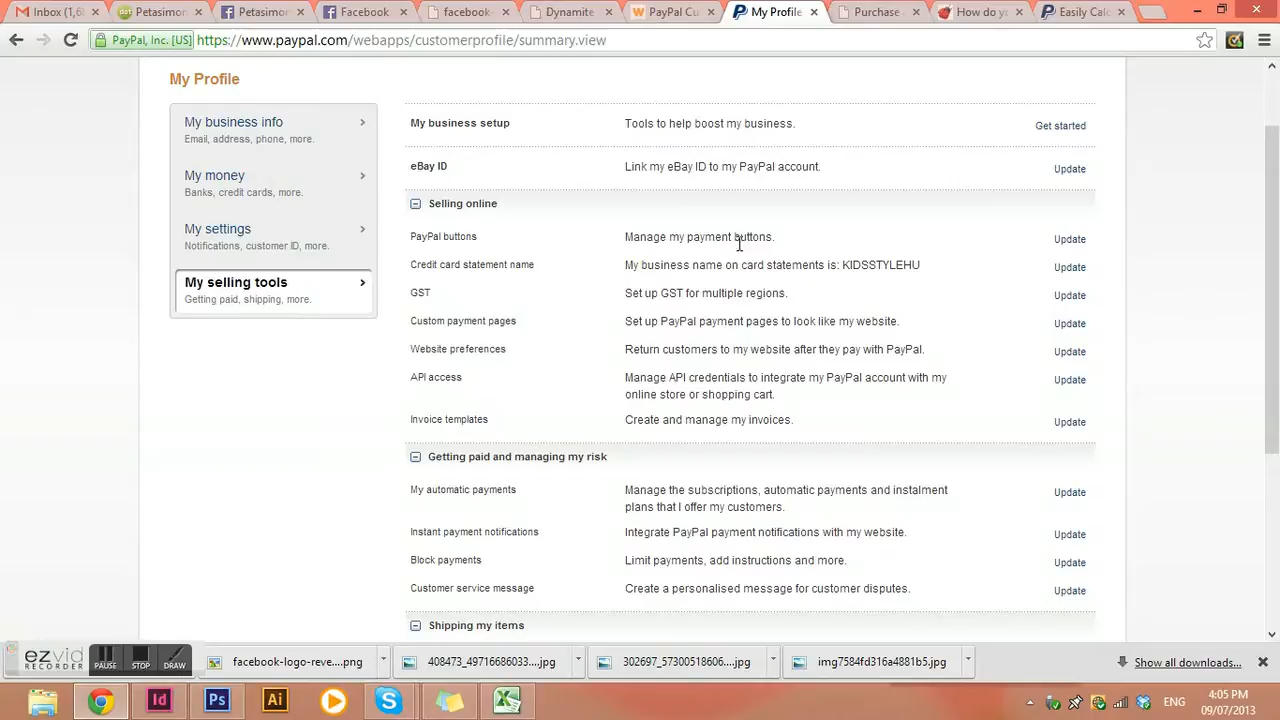 Inbox (1,6
Petasimon
Petasimon
Facebook
facebook-
Dynamite
PayPal Cu
My Profile
Purchase
How do y
Easily Calc
PayPal, Inc. [US]
https://www.paypal.com/webapps/customerprofile/summary.view
My Profile
My business info
Email, address, phone, more.
My money
Banks, credit cards, more.
My settings
Notifications, customer ID, more.
My selling tools
Getting paid, shipping, more.
My business setup Tools to help boost my business. Get started
eBay ID Link my eBay ID to my PayPal account. Update
Selling online
PayPal buttons Manage my payment buttons. Update
Credit card statement name My business name on card statements is: KIDSSTYLEHU Update
GST Set up GST for multiple regions. Update
Custom payment pages Set up PayPal payment pages to look like my website. Update
Website preferences Return customers to my website after they pay with PayPal. Update
API access Manage API credentials to integrate my PayPal account with my Update
online store or shopping cart.
Invoice templates Create and manage my invoices. Update
Getting paid and managing my risk
My automatic payments Manage the subscriptions, automatic payments and instalment Update
plans that I offer my customers.
Instant payment notifications Integrate PayPal payment notifications with my website. Update
Block payments Limit payments, add instructions and more. Update
Customer service message Create a personalised message for customer disputes. Update
Shipping my items
ezvid
RECORDER
PAUSE
STOP
DRAW
facebook-logo-reve....png
408473_49716686033....jpg
302697_57300518606....jpg
img7584fd316a4881b5.jpg
Show all downloads...
Id
Ps
Ai
ENG
4:05 PM
09/07/2013